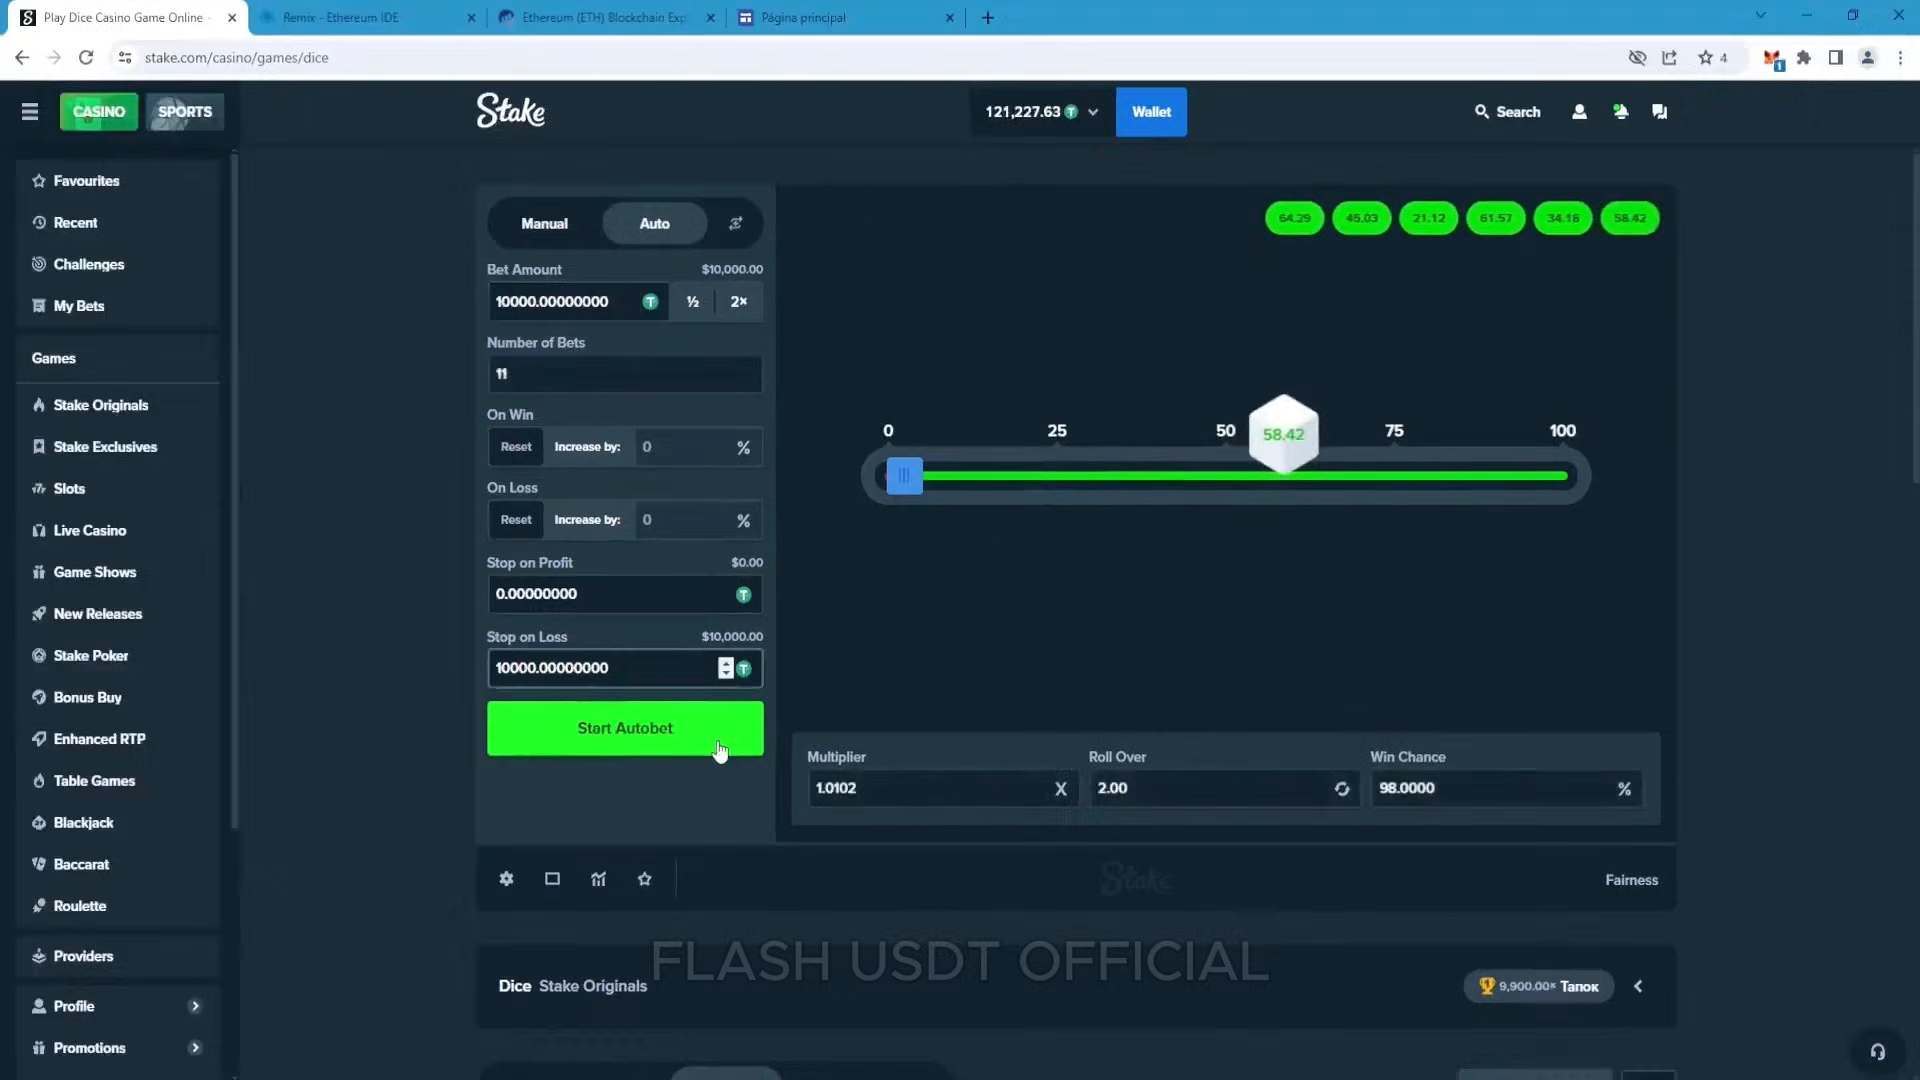 Play Dice Casino Game Online -
Remix - Ethereum IDE
Ethereum (ETH) Blockchain Exp
Página principal
stake.com/casino/games/dice
4
1
CASINO
SPORTS
Stake
121,227.63
Wallet
Search
Favourites
Recent
Challenges
My Bets
Games
Stake Originals
Stake Exclusives
Slots
Live Casino
Game Shows
New Releases
Stake Poker
Bonus Buy
Enhanced RTP
Table Games
Blackjack
Baccarat
Roulette
Providers
Profile
Promotions
Manual
Auto
Bet Amount
$10,000.00
10000.00000000
½
2×
Number of Bets
11
On Win
Reset
Increase by:
0
%
On Loss
Reset
Increase by:
0
%
Stop on Profit
$0.00
0.00000000
Stop on Loss
$10,000.00
10000.00000000
Start Autobet
64.29
45.03
21.12
61.57
34.18
58.42
0
25
50
75
100
58.42
Multiplier
1.0102
X
Roll Over
2.00
Win Chance
98.0000
%
Stake
Fairness
FLASH USDT OFFICIAL
Dice Stake Originals
9,900.00× Тапок